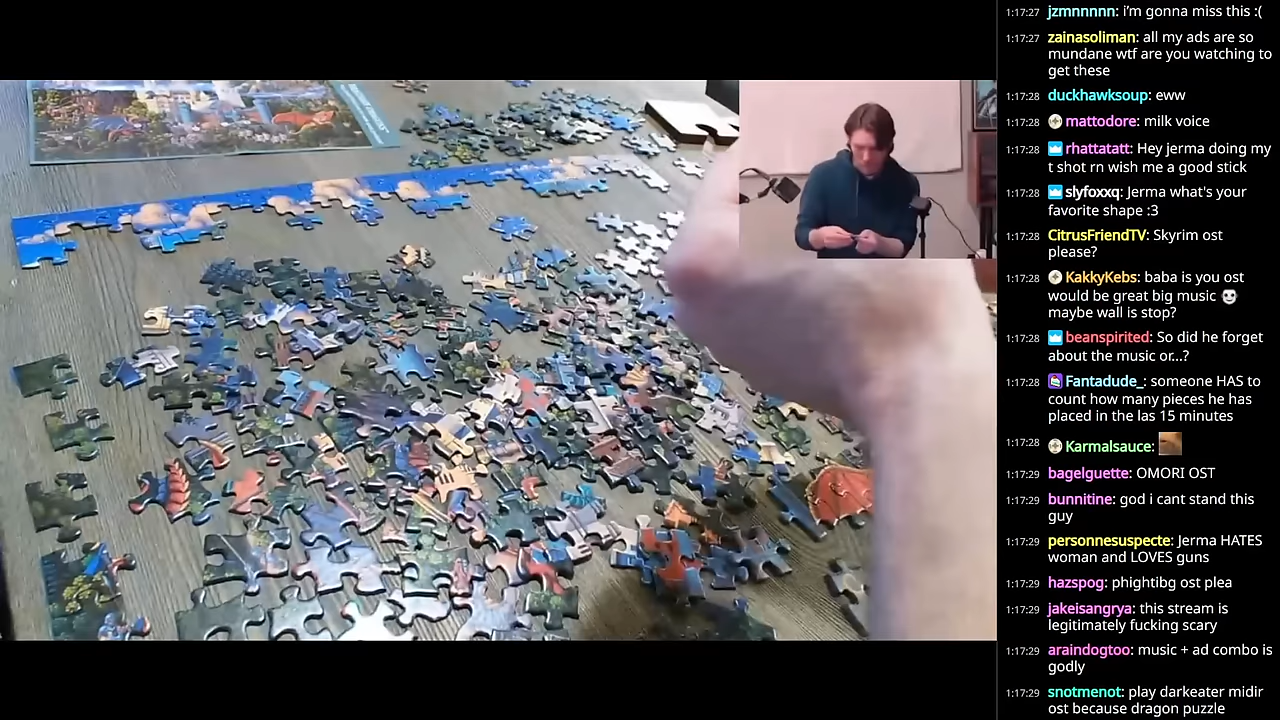 1:17:27 jzmnnnnn: i'm gonna miss this :(
1:17:27 zainasoliman: all my ads are so
mundane wtf are you watching to
get these
1:17:28 duckhawksoup: eww
1:17:28 mattodore: milk voice
1:17:28 rhattatatt: Hey jerma doing my
t shot rn wish me a good stick
1:17:28 slyfoxxq: Jerma what's your
favorite shape :3
1:17:28 CitrusFriendTV: Skyrim ost
please?
1:17:28 KakkyKebs: baba is you ost
would be great big music
maybe wall is stop?
1:17:28 beanspirited: So did he forget
about the music or...?
1:17:28 Fantadude_: someone HAS to
count how many pieces he has
placed in the las 15 minutes
1:17:28 Karmalsauce:
1:17:29 bagelguette: OMORI OST
1:17:29 bunnitine: god i cant stand this
guy
1:17:29 personnesuspecte: Jerma HATES
woman and LOVES guns
1:17:29 hazspog: phightibg ost plea
1:17:29 jakeisangrya: this stream is
legitimately fucking scary
1:17:29 araindogtoo: music + ad combo is
godly
1:17:29 snotmenot: play darkeater midir
ost because dragon puzzle